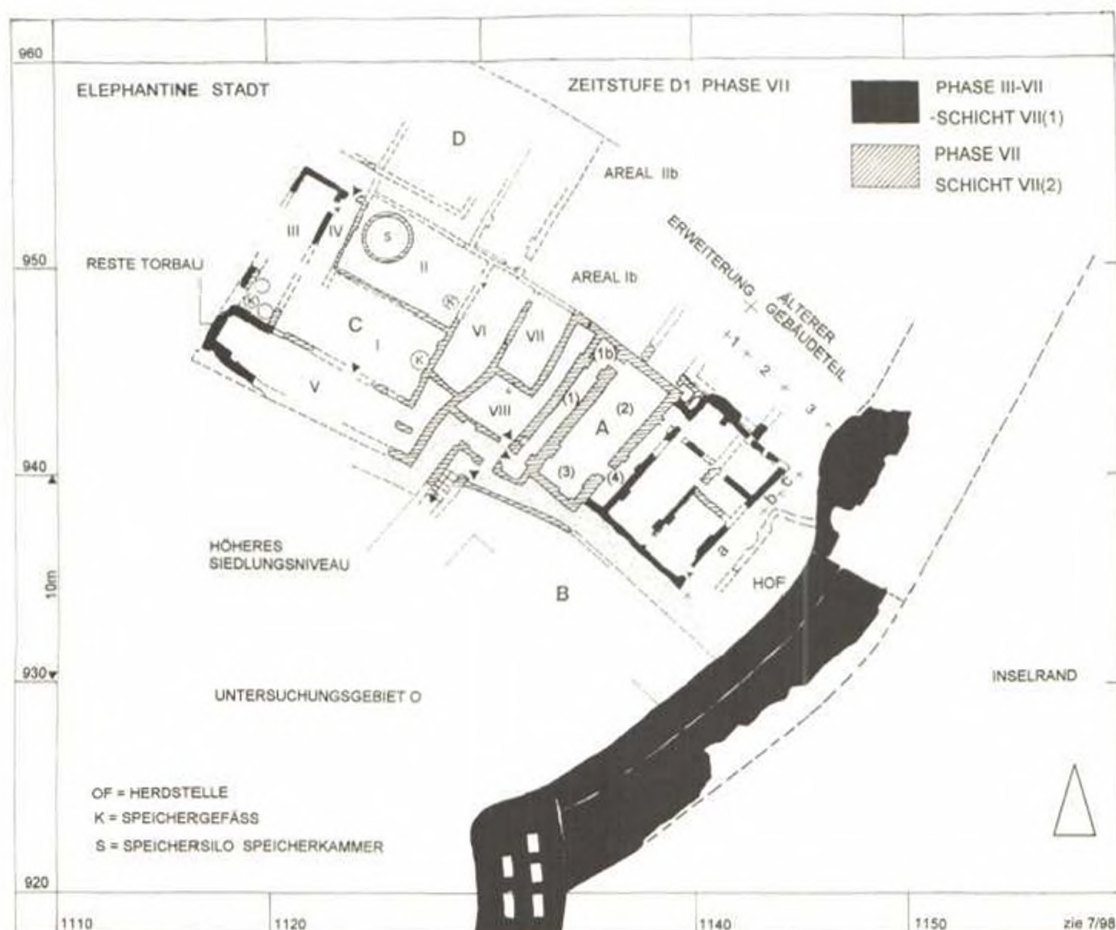 960
ELEPHANTINE STADT
ZEITSTUFE D1 PHASE VII
PHASE III-VII
-SCHICHT VII(1)
PHASE VII
SCHICHT VII(2)
D
AREAL IIb
III
IV
S
II
950
RESTE TORBAU
AREAL Ib
ERWEITERUNG
ÄLTERER
GEBÄUDETEIL
K
C
I
K
VI
VII
1
2
3
V
VIII
(1b)
(1)
(2)
A
(3)
(4)
940
a
b
c
HÖHERES
SIEDLUNGSNIVEAU
HOF
B
10m
930
UNTERSUCHUNGSGEBIET O
INSELRAND
OF = HERDSTELLE
K = SPEICHERGEFÄSS
S = SPEICHERSILO SPEICHERKAMMER
920
1110
1120
1140
1150
zie 7/98